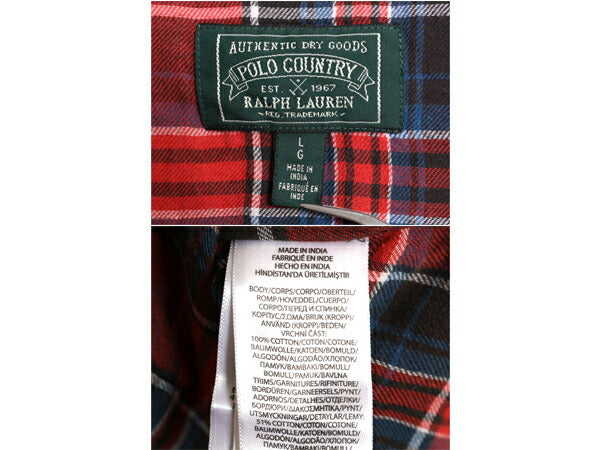 AUTHENTIC DRY GOODS
POLO COUNTRY
EST. 1967
RALPH LAUREN
–REG. TRADEMARK–
L
G
MADE IN
INDIA
FABRIQUÉ EN
INDE
MADE IN INDIA
FABRIQUÉ EN INDE
HECHO EN INDIA
HİNDİSTAN'DA ÜRETİLMİŞTİR
BODY/CORPS/CORPO/OBERTEIL/
ROMP/HOVEDDEL/CUERPO/
CORPO/ПЕРЕД И СПИНКА/
КОРПУС/ΣΩΜΑ/BRUK (KROPP)/
ANVÄND (KROPP)/BEDEN/
VRCHNÍ ČÁST:
100% COTTON/COTON/COTONE/
BAUMWOLLE/KATOEN/BOMULD/
ALGODÓN/ALGODÃO/ХЛОПОК/
ПАМУК/ΒΑΜΒΑΚΙ/BOMULL/
BOMULL/PAMUK/BAVLNA
TRIMS/GARNITURES/RIFINITURE/
BORDÜREN/GARNEERSELS/PYNT/
ADORNOS/DETALHES/ОТДЕЛКИ/
БОРДЮРИ/ΔΙΑΚΟΣΜΗΤΙΚΑ/PYNT/
UTSMYCKNINGAR/DETAYLAR/LEMY
51% COTTON/COTON/COTONE/
BAUMWOLLE/KATOEN/BOMULD/
ALGODÓN/ALGODÃO/ХЛОПОК/